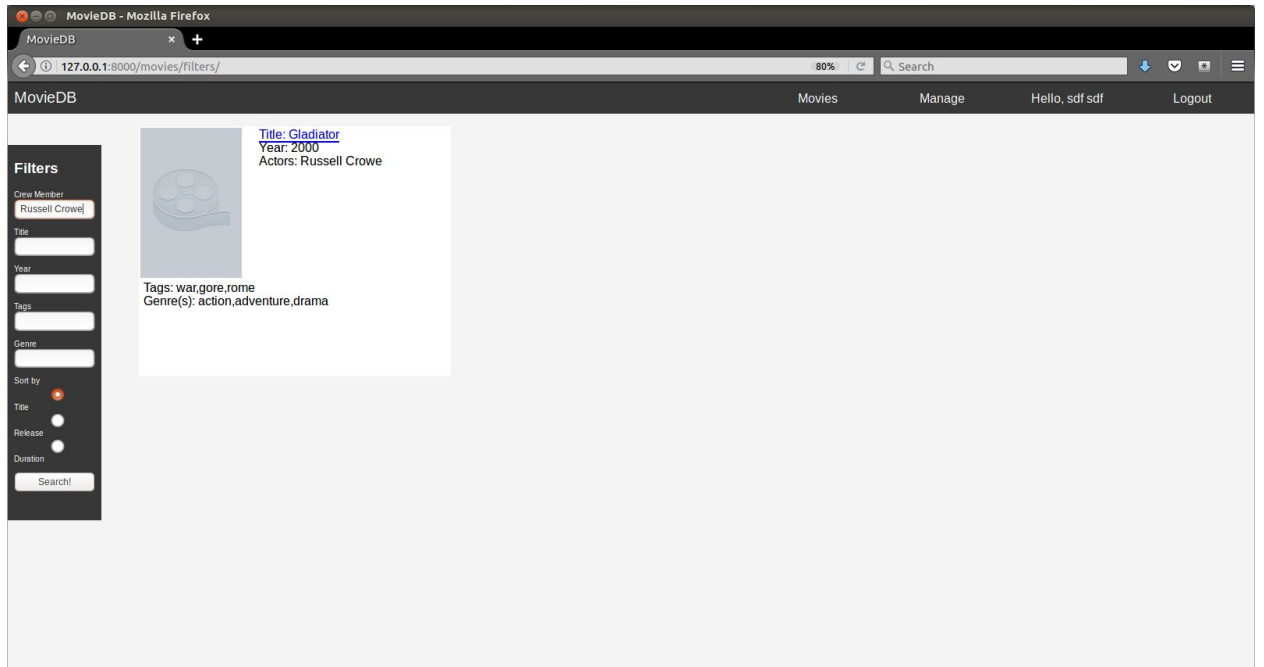 MovieDB - Mozilla Firefox
MovieDB × +
127.0.0.1:8000/movies/filters/ 80% Search
MovieDB Movies Manage Hello, sdf sdf Logout
Filters
Crew Member
Russell Crowe
Title
Year
Tags
Genre
Sort by
Title
Release
Duration
Search!
Title: Gladiator
Year: 2000
Actors: Russell Crowe
Tags: war,gore,rome
Genre(s): action,adventure,drama